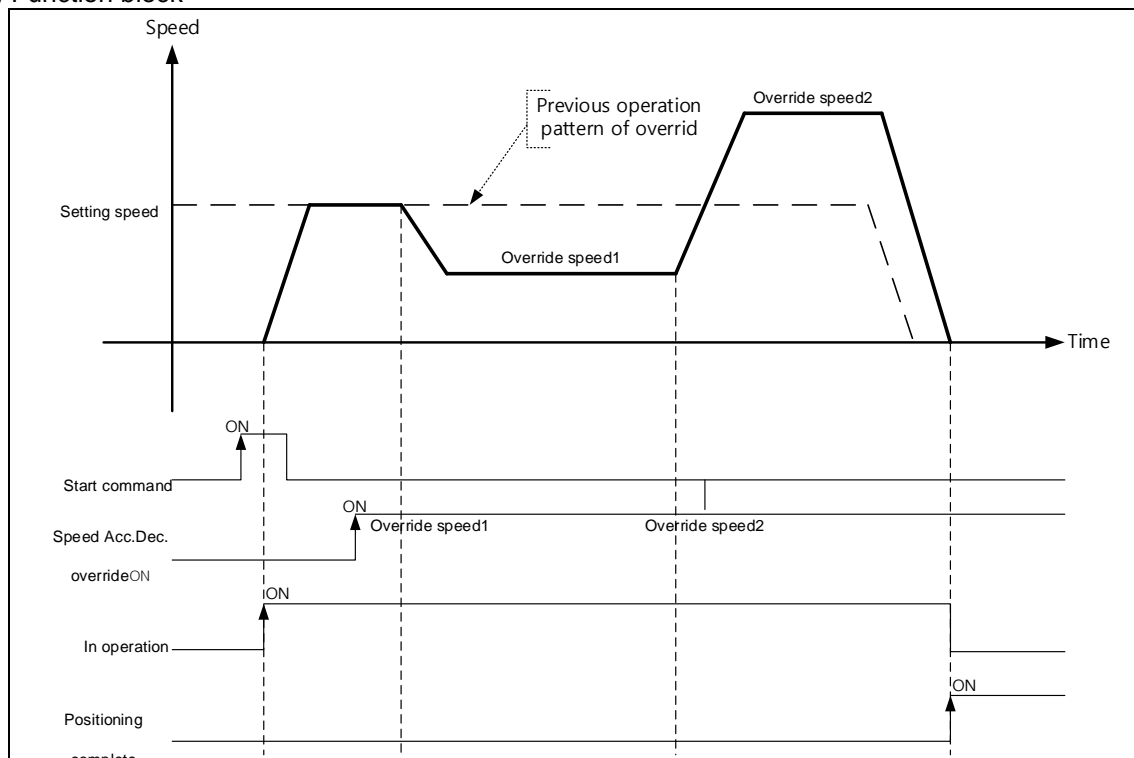 Function block
Speed
Override speed2
Previous operation
pattern of overrid
Setting speed
Override speed1
Time
ON
Start command
ON
Override speed1
Override speed2
Speed Acc.Dec.
overrideON
ON
In operation
ON
Positioning
complete